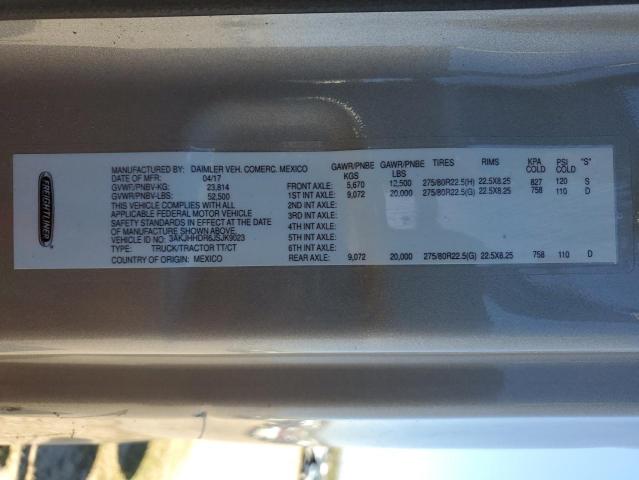 FREIGHTLINER
MANUFACTURED BY: DAIMLER VEH. COMERC. MEXICO
DATE OF MFR: 04/17
GVWF/PNBV-KG: 23,814
GVWF/PNBV-LBS: 52,500
THIS VEHICLE COMPLIES WITH ALL
APPLICABLE FEDERAL MOTOR VEHICLE
SAFETY STANDARDS IN EFFECT AT THE DATE
OF MANUFACTURE SHOWN ABOVE.
VEHICLE ID: 3AKJHHDR8JSJK9023
TYPE: TRUCK/TRACTOR TT/CT
COUNTRY OF ORIGIN: MEXICO
GAWR/PNBE KGS GAWR/PNBE LBS TIRES RIMS KPA COLD PSI COLD "S"
FRONT AXLE: 5,670 12,500 275/80R22.5(H) 22.5X8.25 827 120 S
1ST INT AXLE: 9,072 20,000 275/80R22.5(G) 22.5X8.25 758 110 D
2ND INT AXLE:
3RD INT AXLE:
4TH INT AXLE:
5TH INT AXLE:
6TH INT AXLE:
REAR AXLE: 9,072 20,000 275/80R22.5(G) 22.5X8.25 758 110 D